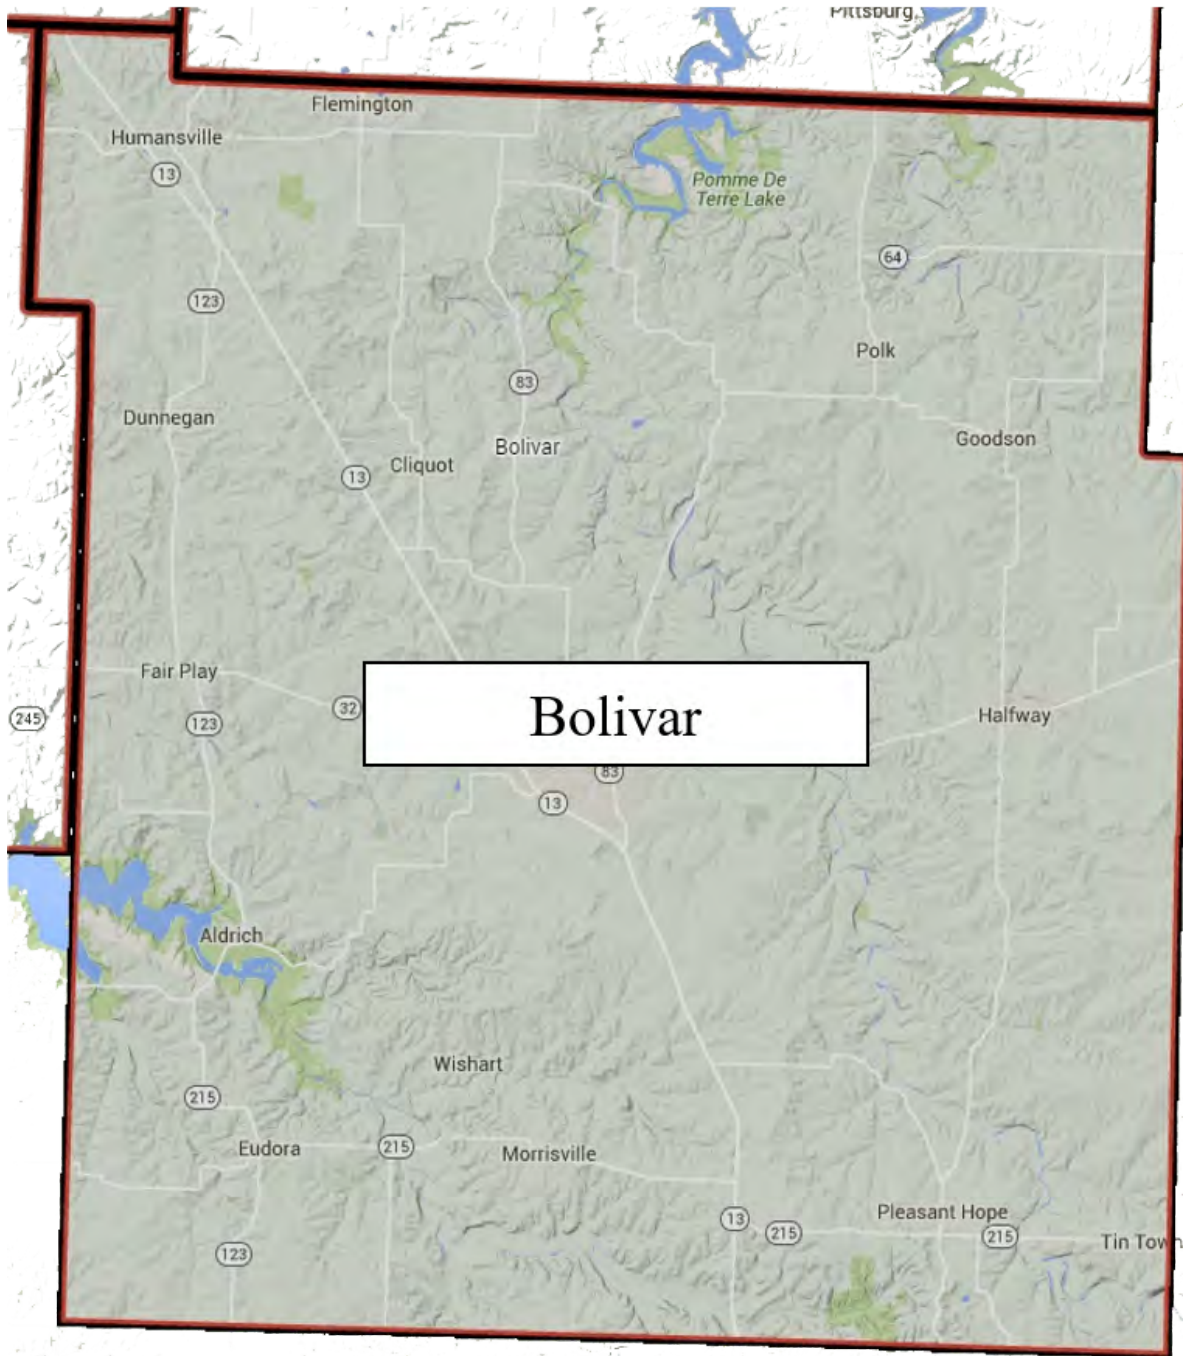 Pittsburg
Flemington
Humansville
13
Pomme De
Terre Lake
64
123
Polk
83
Dunnegan
Goodson
Bolivar
Cliquot
13
Fair Play
32
Bolivar
Halfway
245
123
83
13
Aldrich
Wishart
215
Eudora
215
Morrisville
Pleasant Hope
13
215
215
Tin Town
123